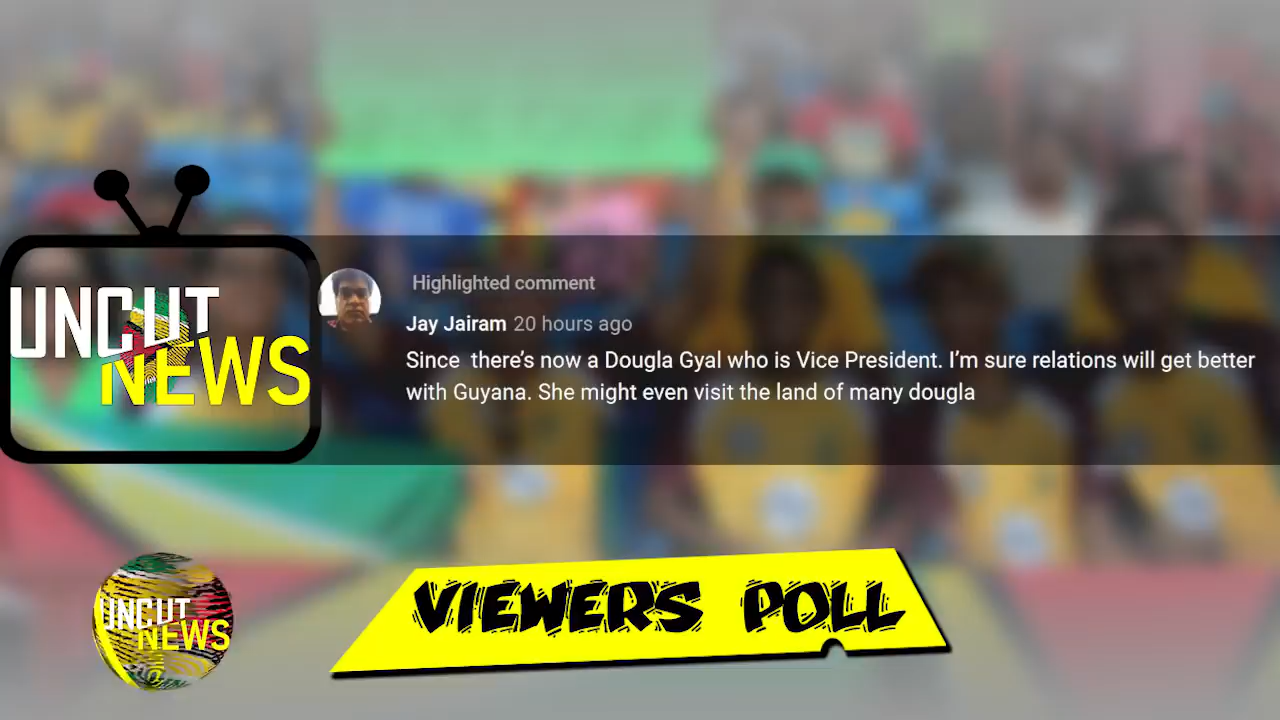 UNCUT
NEWS
Highlighted comment
Jay Jairam 20 hours ago
Since there’s now a Dougla Gyal who is Vice President. I’m sure relations will get better
with Guyana. She might even visit the land of many dougla
UNCUT
NEWS
VIEWERS POLL